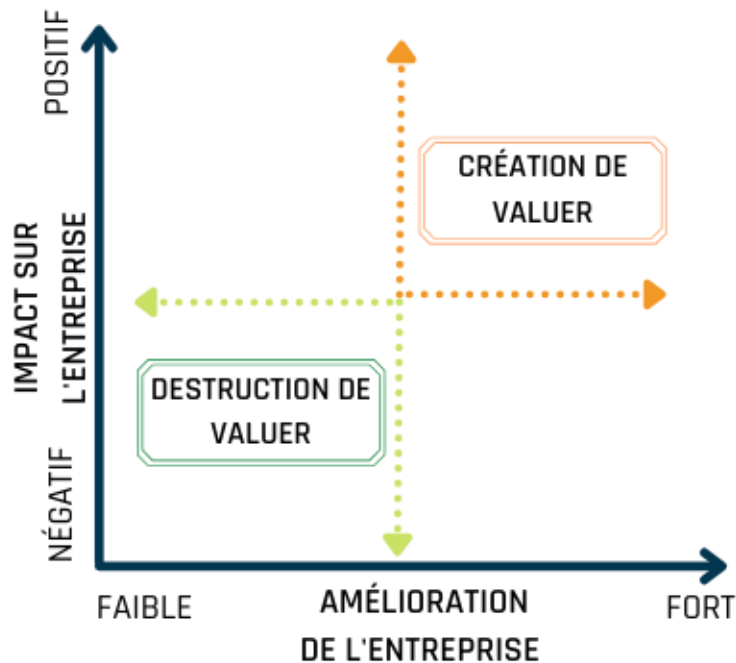 POSITIF
IMPACT SUR
L'ENTREPRISE
NÉGATIF
CRÉATION DE
VALUER
DESTRUCTION DE
VALUER
FAIBLE
AMÉLIORATION
DE L'ENTREPRISE
FORT